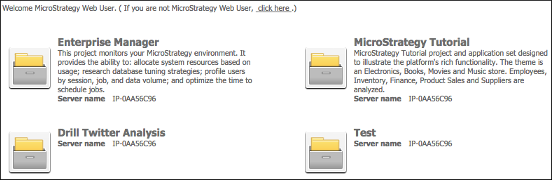 Welcome MicroStrategy Web User. ( If you are not MicroStrategy Web User, click here .)
Enterprise Manager
This project monitors your MicroStrategy environment. It
provides the ability to: allocate system resources based on
usage; research database tuning strategies; profile users
by session, job, and data volume; and optimize the time to
schedule jobs.
Server name IP-0AA56C96
MicroStrategy Tutorial
MicroStrategy Tutorial project and application set designed
to illustrate the platform's rich functionality. The theme is
an Electronics, Books, Movies and Music store. Employees,
Inventory, Finance, Product Sales and Suppliers are
analyzed.
Server name IP-0AA56C96
Drill Twitter Analysis
Server name IP-0AA56C96
Test
Server name IP-0AA56C96